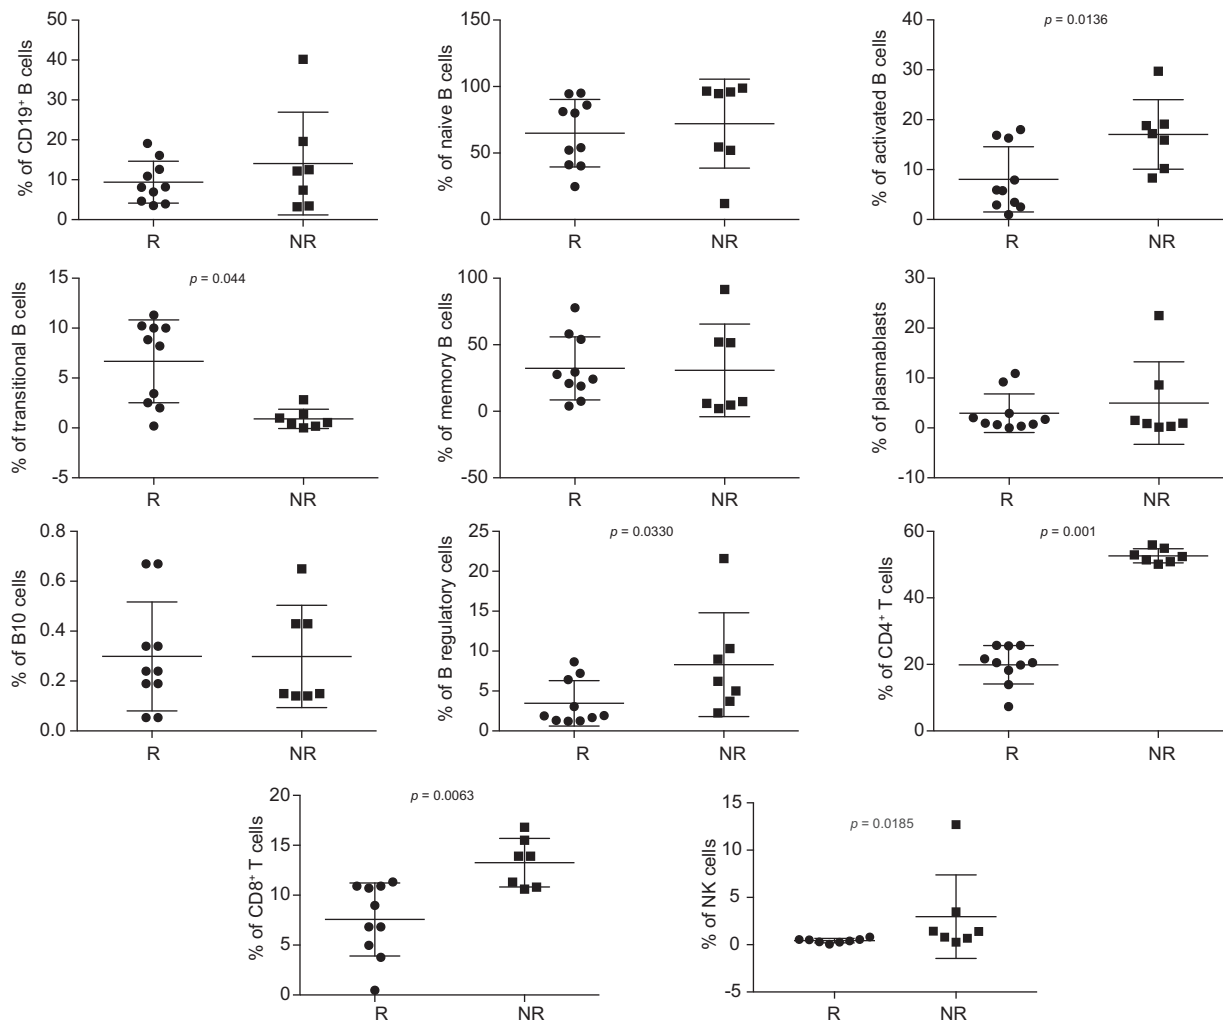 % of CD19⁺ B cells
50
40
30
20
10
0
R
NR
% of naive B cells
150
100
50
0
R
NR
p = 0.0136
% of activated B cells
40
30
20
10
0
R
NR
p = 0.044
% of transitional B cells
15
10
5
0
-5
R
NR
% of memory B cells
100
50
0
-50
R
NR
% of plasmablasts
30
20
10
0
-10
R
NR
% of B10 cells
0.8
0.6
0.4
0.2
0.0
R
NR
p = 0.0330
% of B regulatory cells
25
20
15
10
5
0
R
NR
p = 0.001
% of CD4⁺ T cells
60
40
20
0
R
NR
p = 0.0063
% of CD8⁺ T cells
20
15
10
5
0
R
NR
p = 0.0185
% of NK cells
15
10
5
0
-5
R
NR